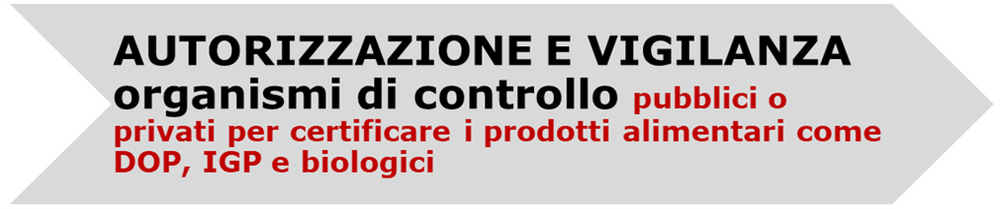 AUTORIZZAZIONE E VIGILANZA
organismi di controllo pubblici o
privati per certificare i prodotti alimentari come
DOP, IGP e biologici